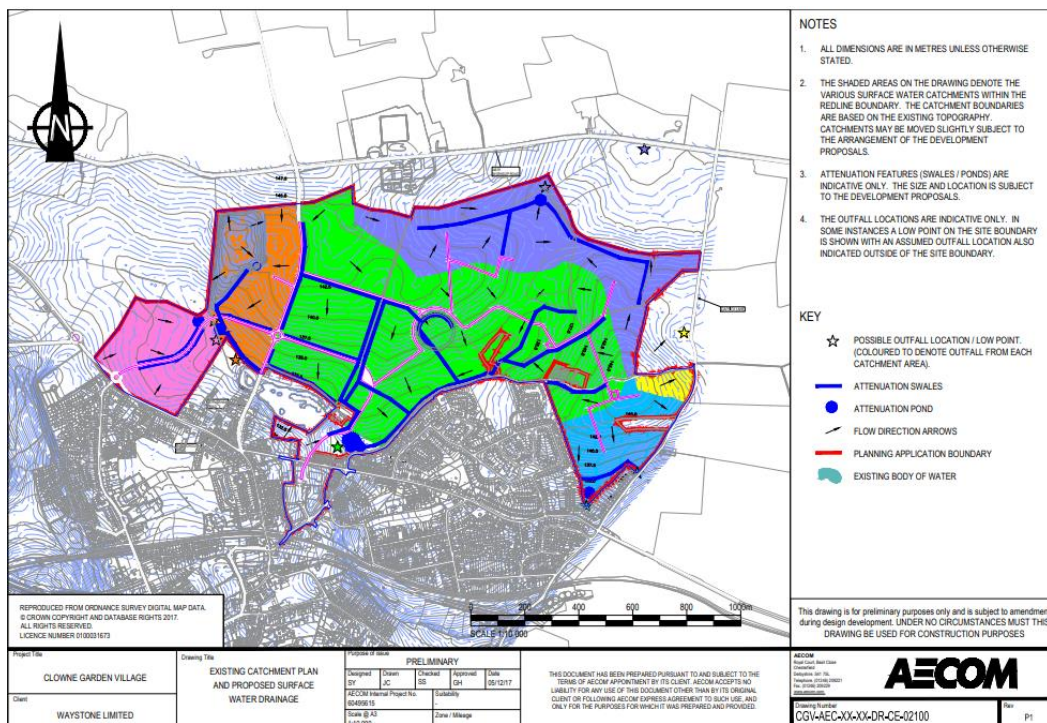 NOTES
1. ALL DIMENSIONS ARE IN METRES UNLESS OTHERWISE
STATED.
2. THE SHADED AREAS ON THE DRAWING DENOTE THE
VARIOUS SURFACE WATER CATCHMENTS WITHIN THE
REDLINE BOUNDARY. THE CATCHMENT BOUNDARIES
ARE BASED ON THE EXISTING TOPOGRAPHY.
CATCHMENTS MAY BE MOVED SLIGHTLY SUBJECT TO
THE ARRANGEMENT OF THE DEVELOPMENT
PROPOSALS.
3. ATTENUATION FEATURES (SWALES / PONDS) ARE
INDICATIVE ONLY. THE SIZE AND LOCATION IS SUBJECT
TO THE DEVELOPMENT PROPOSALS.
4. THE OUTFALL LOCATIONS ARE INDICATIVE ONLY. IN
SOME INSTANCES A LOW POINT ON THE SITE BOUNDARY
IS SHOWN WITH AN ASSUMED OUTFALL LOCATION ALSO
INDICATED OUTSIDE OF THE SITE BOUNDARY.
KEY
POSSIBLE OUTFALL LOCATION / LOW POINT.
(COLOURED TO DENOTE OUTFALL FROM EACH
CATCHMENT AREA).
ATTENUATION SWALES
ATTENUATION POND
FLOW DIRECTION ARROWS
PLANNING APPLICATION BOUNDARY
EXISTING BODY OF WATER
N
REPRODUCED FROM ORDNANCE SURVEY DIGITAL MAP DATA.
© CROWN COPYRIGHT AND DATABASE RIGHTS 2017.
ALL RIGHTS RESERVED.
LICENCE NUMBER 0100031673
0 200 400 600 800 1000m
SCALE 1:10 000
This drawing is for preliminary purposes only and is subject to amendmen
during design development. UNDER NO CIRCUMSTANCES MUST THIS
DRAWING BE USED FOR CONSTRUCTION PURPOSES
Project Title
CLOWNE GARDEN VILLAGE
Client
WAYSTONE LIMITED
Drawing Title
EXISTING CATCHMENT PLAN
AND PROPOSED SURFACE
WATER DRAINAGE
Purpose of Issue
PRELIMINARY
Designed Drawn Checked Approved Date
SY JC SS GH 05/12/17
AECOM Internal Project No. Suitability
60495615 -
Scale @ A3 Zone / Mileage
1:10 000
THIS DOCUMENT HAS BEEN PREPARED PURSUANT TO AND SUBJECT TO THE
TERMS OF AECOM APPOINTMENT BY ITS CLIENT. AECOM ACCEPTS NO
LIABILITY FOR ANY USE OF THIS DOCUMENT OTHER THAN BY ITS ORIGINAL
CLIENT OR FOLLOWING AECOM EXPRESS AGREEMENT TO SUCH USE, AND
ONLY FOR THE PURPOSES FOR WHICH IT WAS PREPARED AND PROVIDED.
AECOM
AECOM
Drawing Number
CGV-AEC-XX-XX-DR-CE-02100
Rev
P1